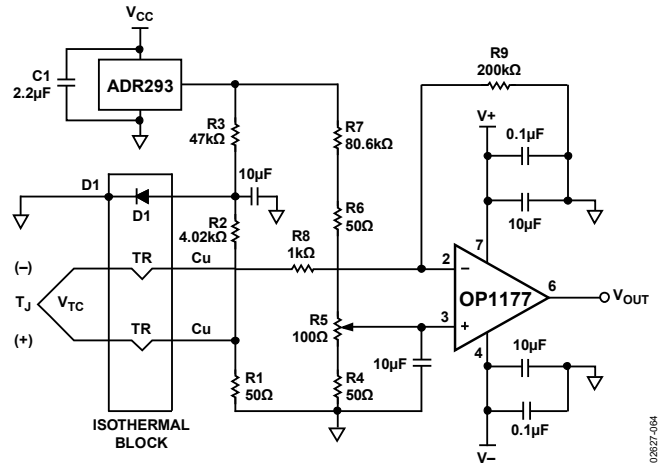 VCC
C1
2.2µF
ADR293
R9
200kΩ
R3
47kΩ
R7
80.6kΩ
V+
0.1µF
10µF
D1
D1
10µF
R2
4.02kΩ
R6
50Ω
R8
1kΩ
(–)
TR
Cu
TJ
VTC
(+)
TR
Cu
R5
100Ω
2
–
7
OP1177
6
VOUT
3
+
4
10µF
10µF
0.1µF
R1
50Ω
R4
50Ω
ISOTHERMAL
BLOCK
V–
02627-064